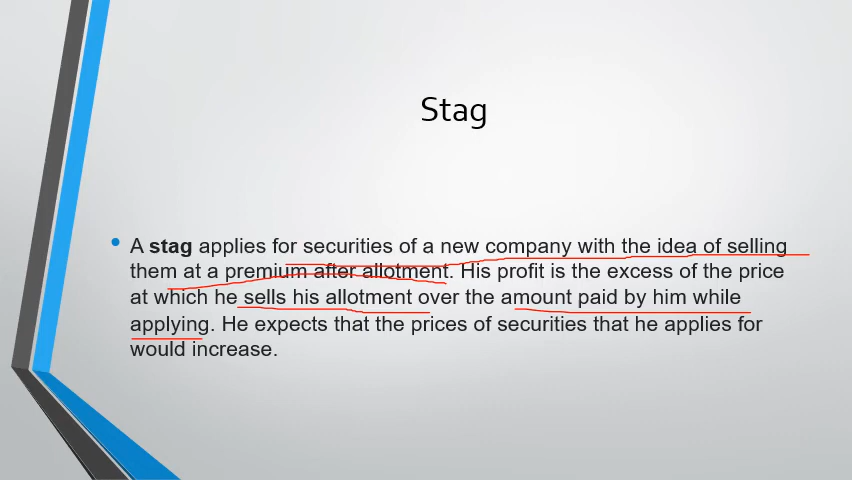 Stag
• A stag applies for securities of a new company with the idea of selling
them at a premium after allotment. His profit is the excess of the price
at which he sells his allotment over the amount paid by him while
applying. He expects that the prices of securities that he applies for
would increase.